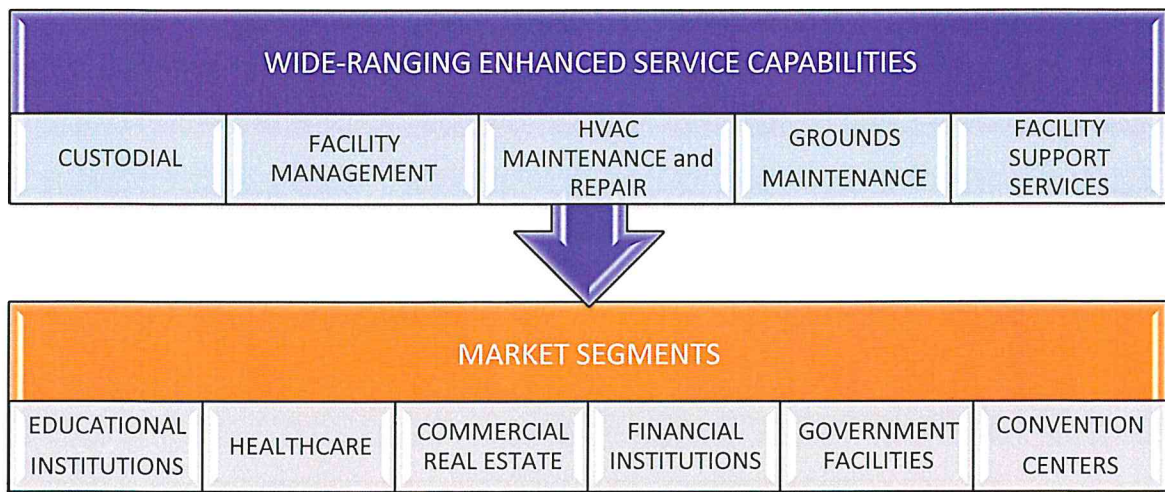 WIDE-RANGING ENHANCED SERVICE CAPABILITIES
CUSTODIAL
FACILITY
MANAGEMENT
HVAC
MAINTENANCE and
REPAIR
GROUNDS
MAINTENANCE
FACILITY
SUPPORT
SERVICES
MARKET SEGMENTS
EDUCATIONAL
INSTITUTIONS
HEALTHCARE
COMMERCIAL
REAL ESTATE
FINANCIAL
INSTITUTIONS
GOVERNMENT
FACILITIES
CONVENTION
CENTERS